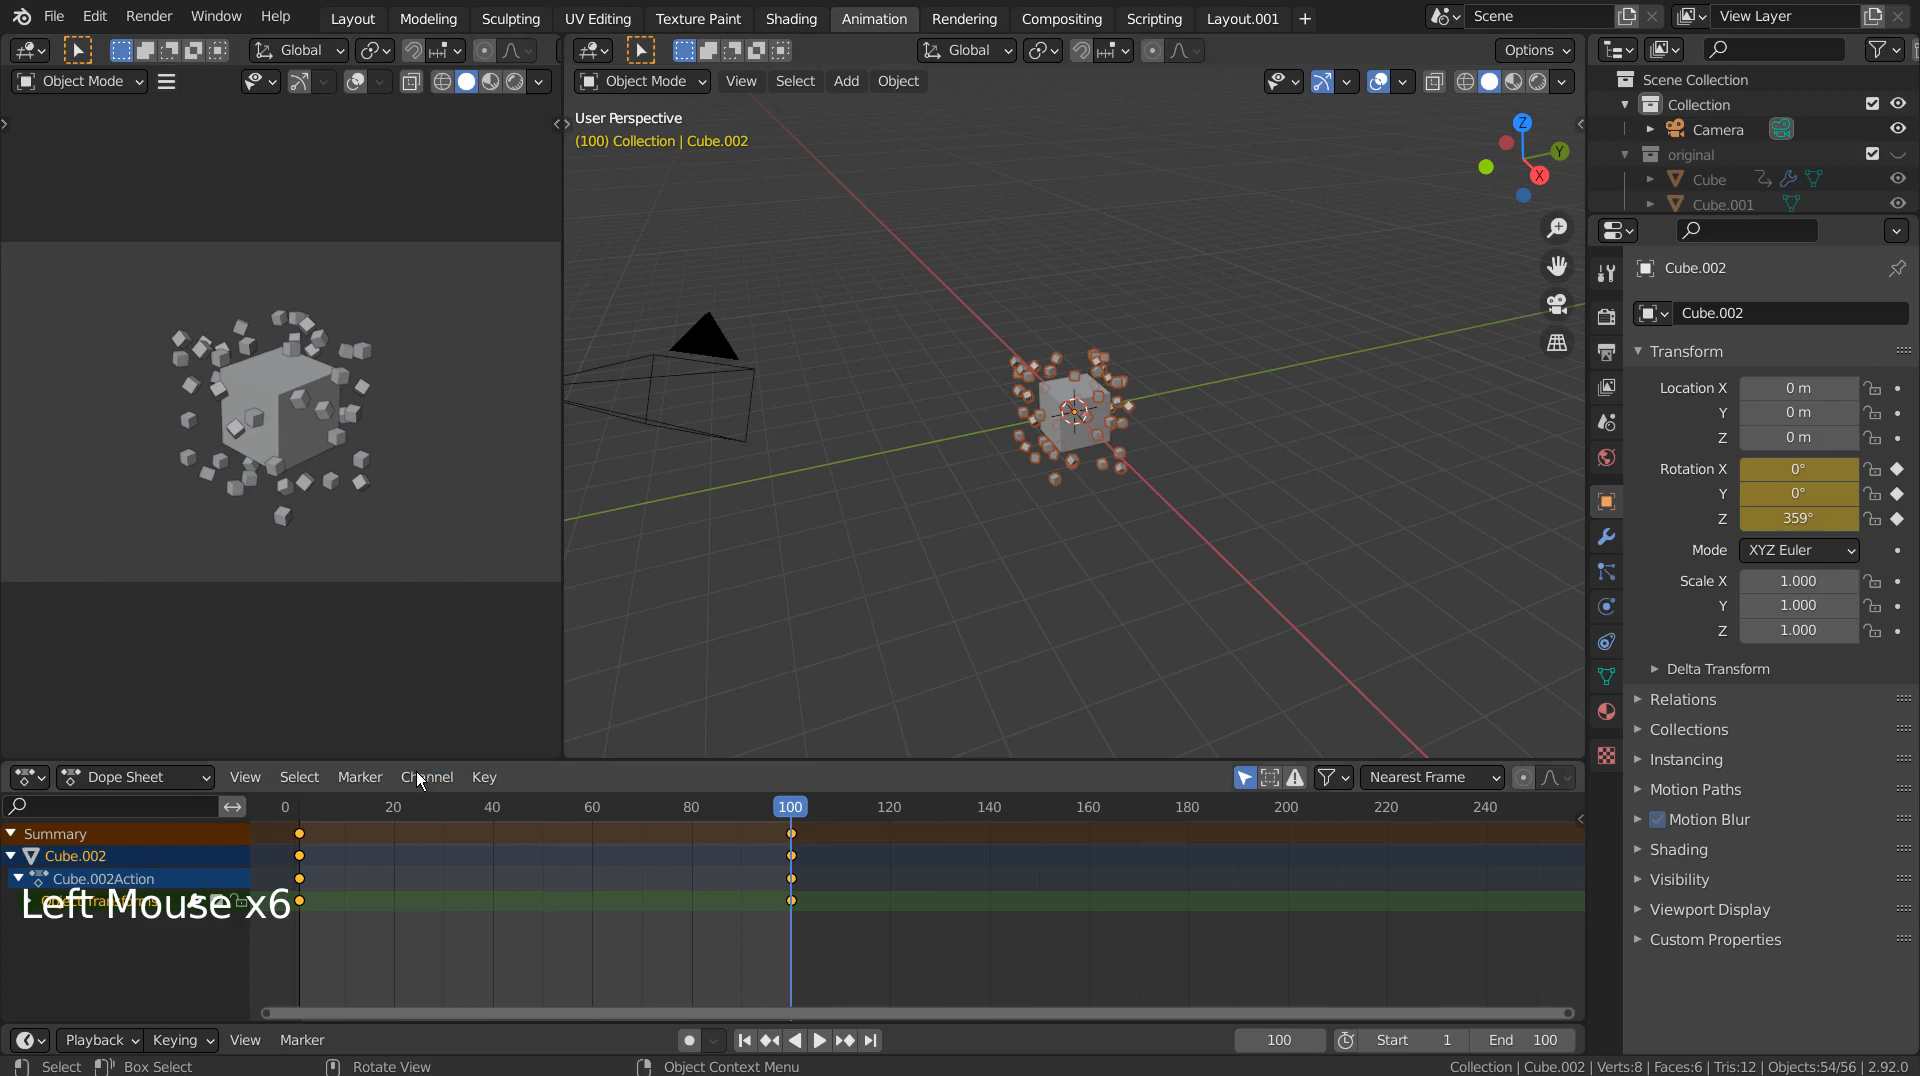 File Edit Render Window Help Layout Modeling Sculpting UV Editing Texture Paint Shading Animation Rendering Compositing Scripting Layout.001 + Scene View Layer
Global Global Options
Object Mode Object Mode View Select Add Object
User Perspective
(100) Collection | Cube.002
Z
Y
X
Scene Collection
Collection
Camera
original
Cube
Cube.001
Cube.002
Cube.002
Transform
Location X 0 m
Y 0 m
Z 0 m
Rotation X 0°
Y 0°
Z 359°
Mode XYZ Euler
Scale X 1.000
Y 1.000
Z 1.000
Delta Transform
Relations
Collections
Instancing
Motion Paths
Motion Blur
Shading
Visibility
Viewport Display
Custom Properties
Dope Sheet View Select Marker Channel Key Nearest Frame
0 20 40 60 80 100 120 140 160 180 200 220 240
Summary
Cube.002
Cube.002Action
Object Transforms
Left Mouse x6
Playback Keying View Marker 100 Start 1 End 100
Select Box Select Rotate View Object Context Menu Collection | Cube.002 | Verts:8 | Faces:6 | Tris:12 | Objects:54/56 | 2.92.0